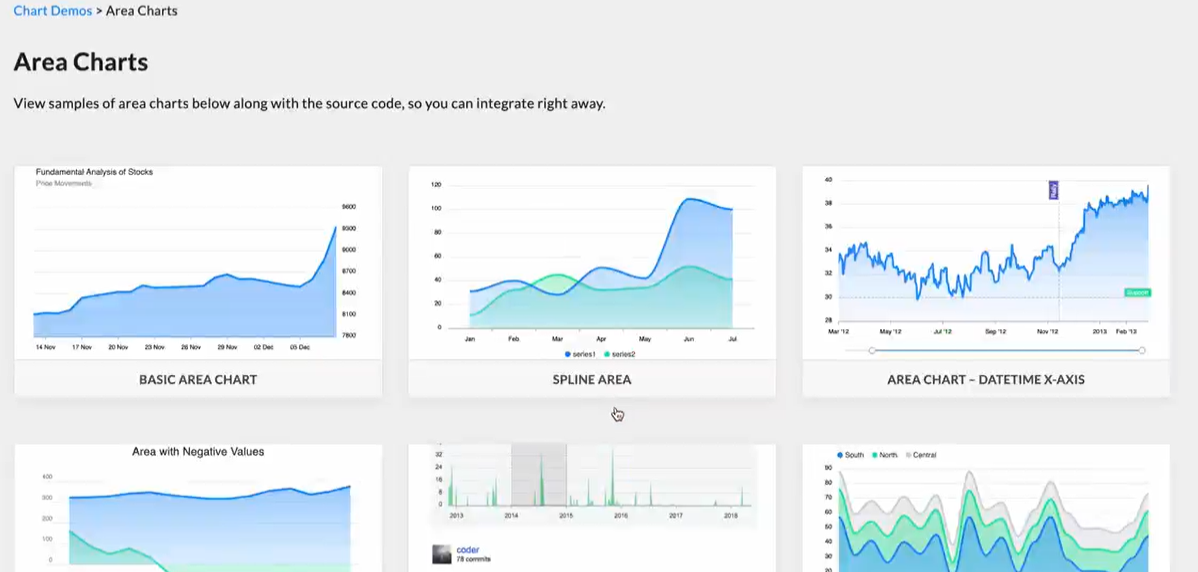 Chart Demos > Area Charts
Area Charts
View samples of area charts below along with the source code, so you can integrate right away.
Fundamental Analysis of Stocks
Price Movements
9600
9300
9000
8700
8400
8100
7800
14 Nov 17 Nov 20 Nov 23 Nov 28 Nov 29 Nov 02 Dec 05 Dec
BASIC AREA CHART
120
100
80
60
40
20
0
Jan Feb Mar Apr May Jun Jul
series1 series2
SPLINE AREA
40
38
36
34
32
30
28
Rally
Support
Mar '12 May '12 Jul '12 Sep '12 Nov '12 2013 Feb '13
AREA CHART – DATETIME X-AXIS
Area with Negative Values
400
300
200
100
0
32
24
16
8
0
2013 2014 2015 2016 2017 2018
coder
78 commits
South North Central
90
80
70
60
50
40
30
20